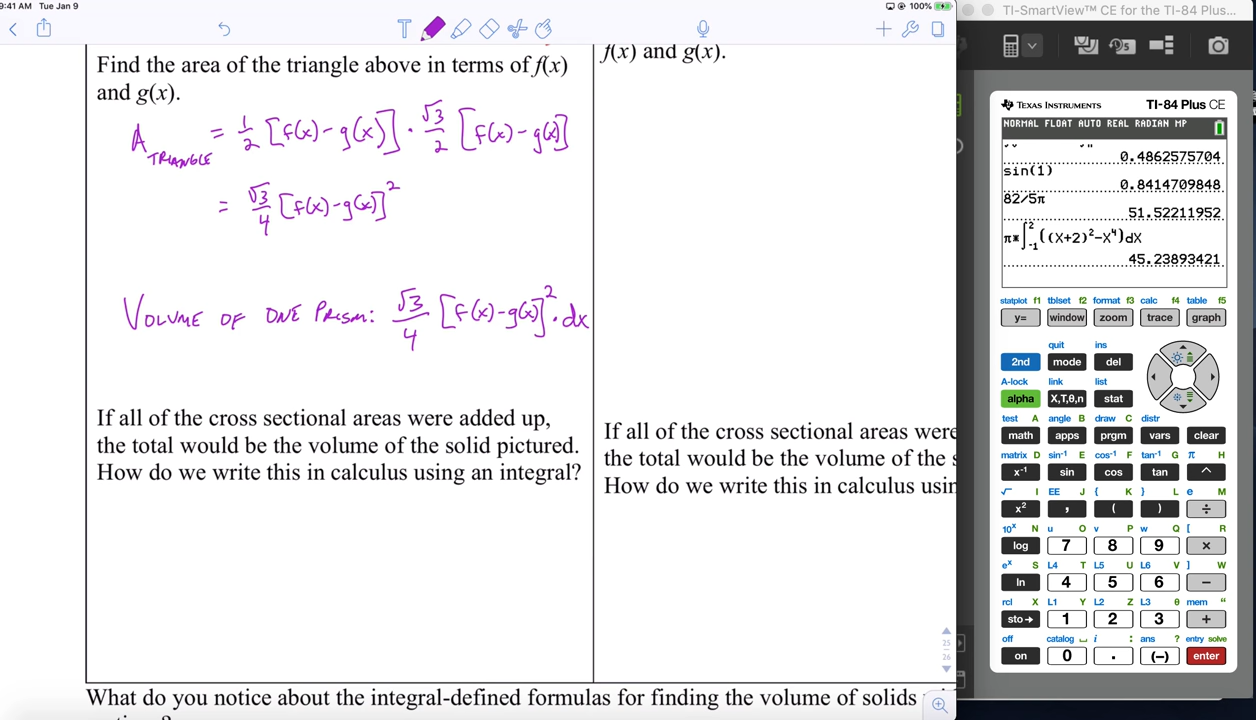 9:41 AM Tue Jan 9
100%
TI-SmartView™ CE for the TI-84 Plus...
Find the area of the triangle above in terms of f(x)
and g(x).
f(x) and g(x).
A TRIANGLE = 1/2 [f(x)-g(x)] · √3/2 [f(x)-g(x)]
= √3/4 [f(x)-g(x)]²
VOLUME OF ONE PRISM: √3/4 [f(x)-g(x)]² · dx
If all of the cross sectional areas were added up,
the total would be the volume of the solid pictured.
How do we write this in calculus using an integral?
If all of the cross sectional areas were
the total would be the volume of the
How do we write this in calculus usin
25
26
What do you notice about the integral-defined formulas for finding the volume of solids
TEXAS INSTRUMENTS TI-84 Plus CE
NORMAL FLOAT AUTO REAL RADIAN MP
0.4862575704
sin(1)
0.8414709848
82/5π
51.52211952
π*∫₋₁²((X+2)²-X⁴)dX
45.23893421
statplot f1 tblset f2 format f3 calc f4 table f5
y= window zoom trace graph
quit ins
2nd mode del
A-lock link list
alpha X,T,θ,n stat
test A angle B draw C distr
math apps prgm vars clear
matrix D sin⁻¹ E cos⁻¹ F tan⁻¹ G π H
x⁻¹ sin cos tan ^
√ I EE J { K } L e M
x² , ( ) ÷
10ˣ N u O v P w Q [ R
log 7 8 9 ×
eˣ S L4 T L5 U L6 V ] W
ln 4 5 6 −
rcl X L1 Y L2 Z L3 θ mem "
sto→ 1 2 3 +
off catalog i : ans ? entry solve
on 0 . (−) enter